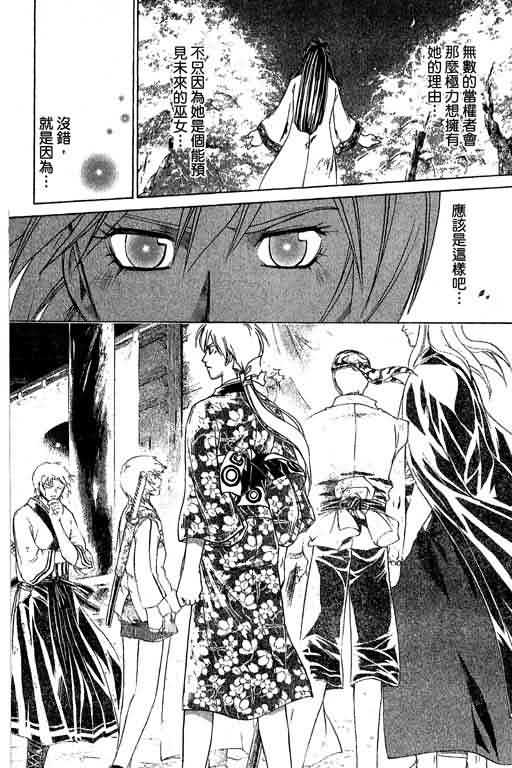 無數的當權者會
那麼極力想擁有
她的理由…
不只因為她是個能預
見未來的巫女…
沒錯，
就是因為…
應該是這樣吧…